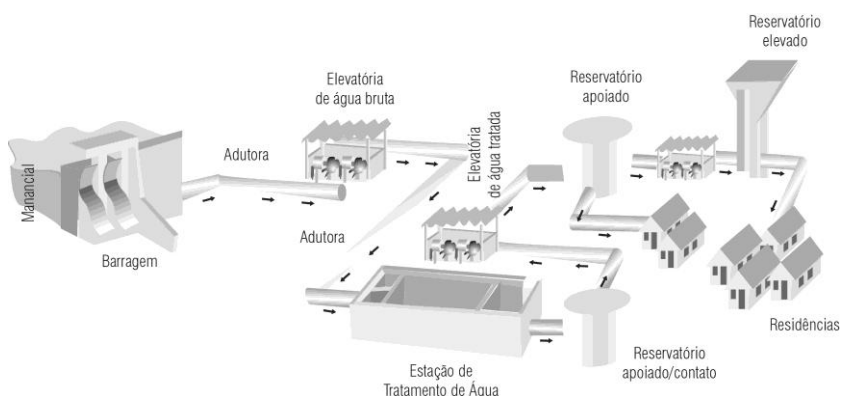 Manancial
Barragem
Adutora
Elevatória
de água bruta
Adutora
Elevatória
de água tratada
Estação de
Tratamento de Água
Reservatório
apoiado/contato
Reservatório
apoiado
Reservatório
elevado
Residências